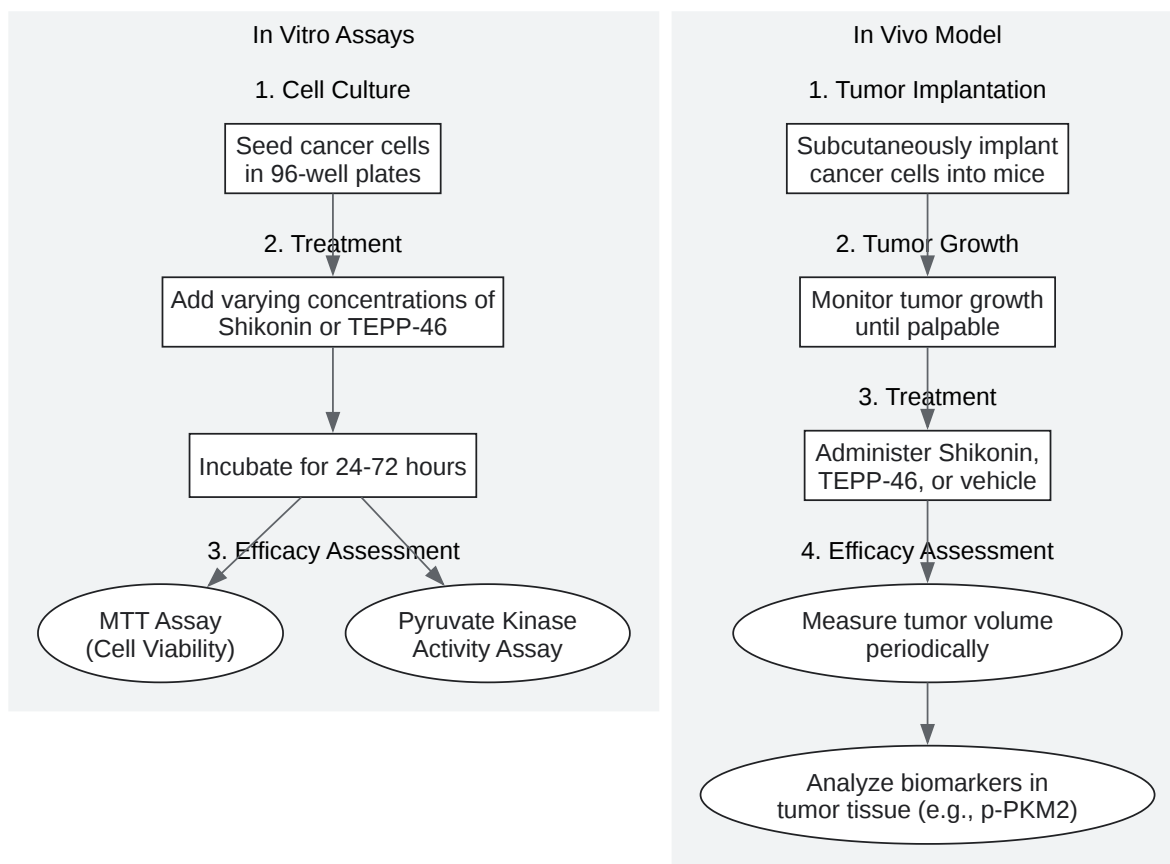 In Vitro Assays
1. Cell Culture
Seed cancer cells
in 96-well plates
2. Treatment
Add varying concentrations of
Shikonin or TEPP-46
Incubate for 24-72 hours
3. Efficacy Assessment
MTT Assay
(Cell Viability)
Pyruvate Kinase
Activity Assay
In Vivo Model
1. Tumor Implantation
Subcutaneously implant
cancer cells into mice
2. Tumor Growth
Monitor tumor growth
until palpable
3. Treatment
Administer Shikonin,
TEPP-46, or vehicle
4. Efficacy Assessment
Measure tumor volume
periodically
Analyze biomarkers in
tumor tissue (e.g., p-PKM2)